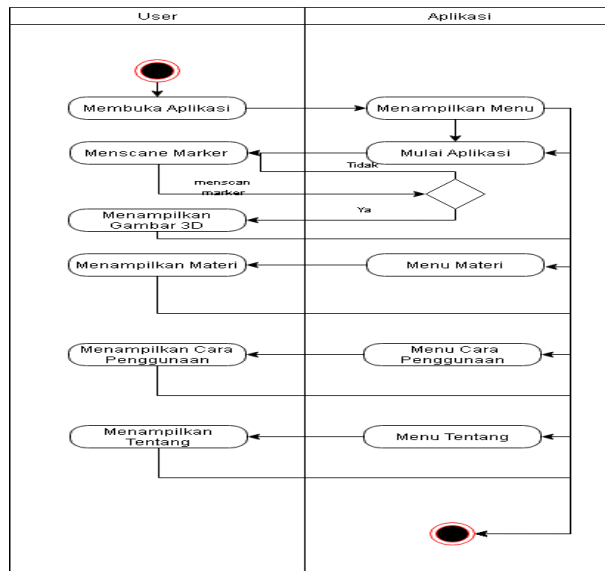 User
Aplikasi
Membuka Aplikasi
Menampilkan Menu
Menscane Marker
Mulai Aplikasi
Tidak
menscan
marker
Ya
Menampilkan
Gambar 3D
Menampilkan Materi
Menu Materi
Menampilkan Cara
Penggunaan
Menu Cara
Penggunaan
Menampilkan
Tentang
Menu Tentang